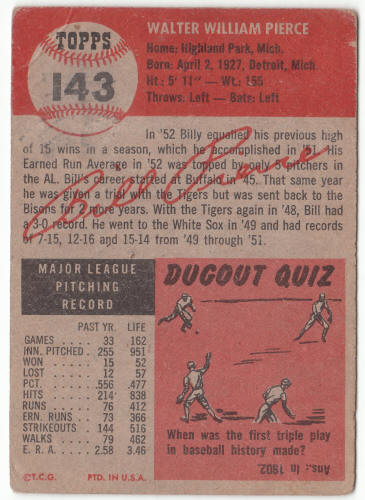 TOPPS
143
WALTER WILLIAM PIERCE
Home: Highland Park, Mich.
Born: April 2, 1927, Detroit, Mich.
Ht.: 5' 11" — Wt.: 155
Throws: Left — Bats: Left
In '52 Billy equalled his previous high
of 15 wins in a season, which he accomplished in '51. His
Earned Run Average in '52 was topped by only 5 pitchers in
the AL. Bill's career started at Buffalo in '45. That same year
he was given a trial with the Tigers but was sent back to the
Bisons for 2 more years. With the Tigers again in '48, Bill had
a 3-0 record. He went to the White Sox in '49 and had records
of 7-15, 12-16 and 15-14 from '49 through '51.
Bill Pierce
MAJOR LEAGUE
PITCHING
RECORD
PAST YR. LIFE
GAMES 33 162
INN. PITCHED 255 951
WON 15 52
LOST 12 57
PCT. .556 .477
HITS 214 838
RUNS 76 412
ERN. RUNS 73 366
STRIKEOUTS 144 516
WALKS 79 462
E. R. A. 2.58 3.46
©T.C.G. PTD. IN U.S.A.
DUGOUT QUIZ
When was the first triple play
in baseball history made?
Ans.: In 1802.